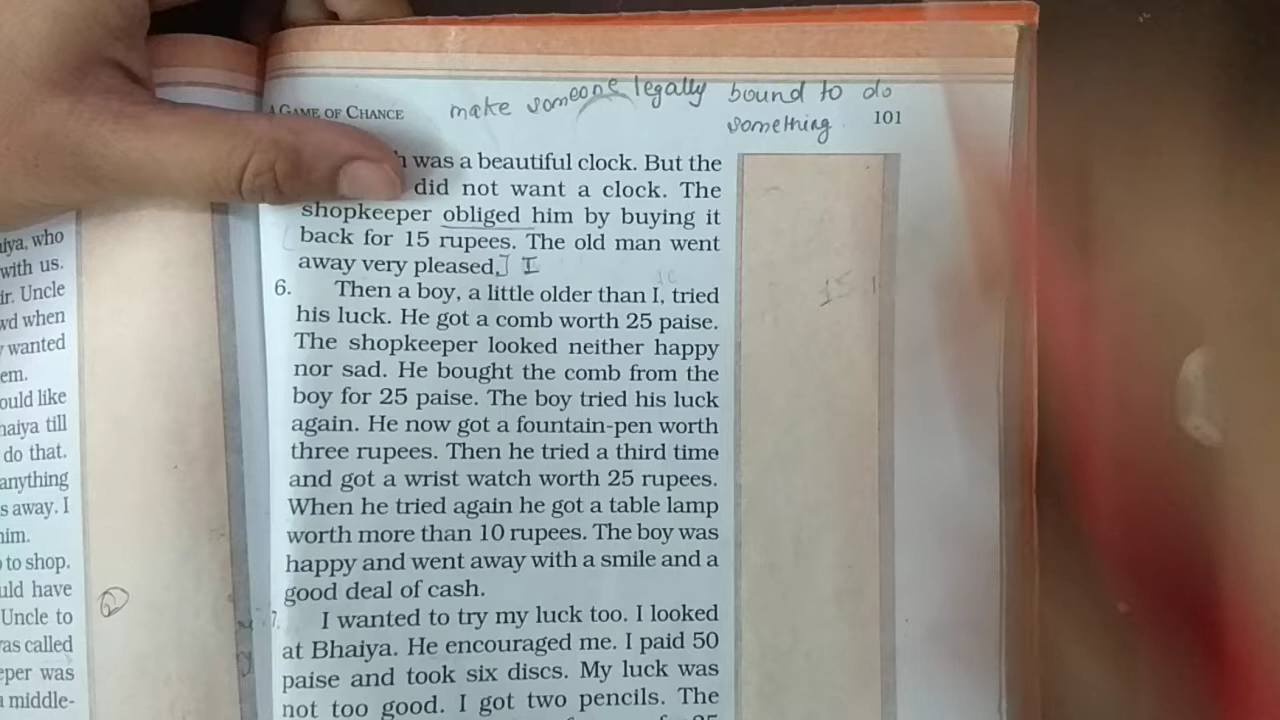 iya, who
with us.
ir. Uncle
wd when
wanted
em.
ould like
haiya till
do that.
anything
s away. I
him.
to shop.
uld have
Uncle to
was called
eper was
middle-
A GAME OF CHANCE
make someone legally bound to do
something
101
was a beautiful clock. But the
did not want a clock. The
shopkeeper obliged him by buying it
back for 15 rupees. The old man went
away very pleased.] I
6. Then a boy, a little older than I, tried
his luck. He got a comb worth 25 paise.
The shopkeeper looked neither happy
nor sad. He bought the comb from the
boy for 25 paise. The boy tried his luck
again. He now got a fountain-pen worth
three rupees. Then he tried a third time
and got a wrist watch worth 25 rupees.
When he tried again he got a table lamp
worth more than 10 rupees. The boy was
happy and went away with a smile and a
good deal of cash.
7. I wanted to try my luck too. I looked
at Bhaiya. He encouraged me. I paid 50
paise and took six discs. My luck was
not too good. I got two pencils. The